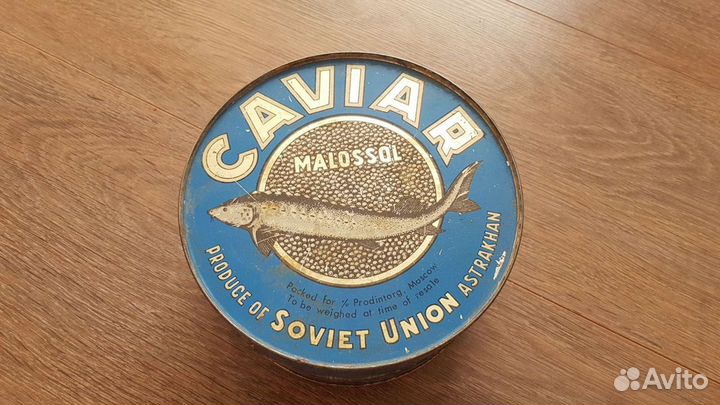 CAVIAR
MALOSSOL
Packed for % Prodintorg, Moscow
To be weighed at time of resale
PRODUCE OF SOVIET UNION ASTRAKHAN
Avito